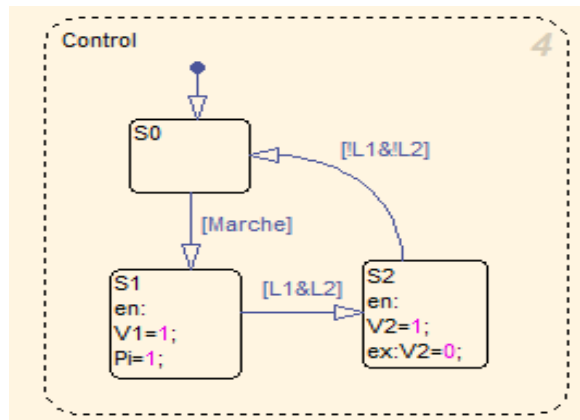 Control
4
S0
[!L1&!L2]
[Marche]
S1
en:
V1=1;
Pi=1;
[L1&L2]
S2
en:
V2=1;
ex:V2=0;